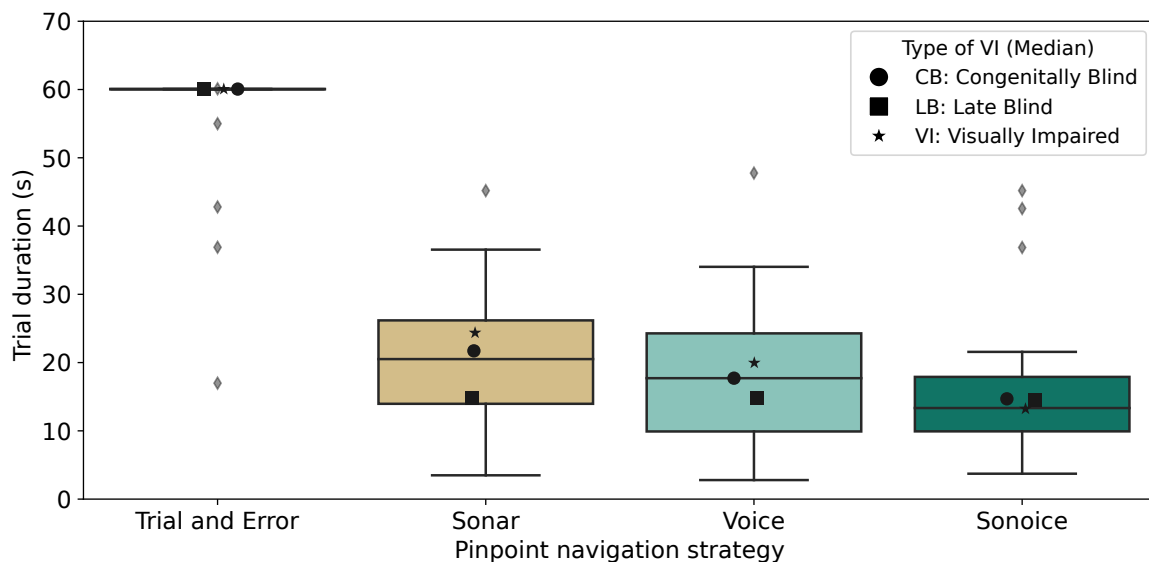 70
60
50
40
30
20
10
0
Trial duration (s)
Type of VI (Median)
CB: Congenitally Blind
LB: Late Blind
VI: Visually Impaired
Trial and Error
Sonar
Voice
Sonoice
Pinpoint navigation strategy